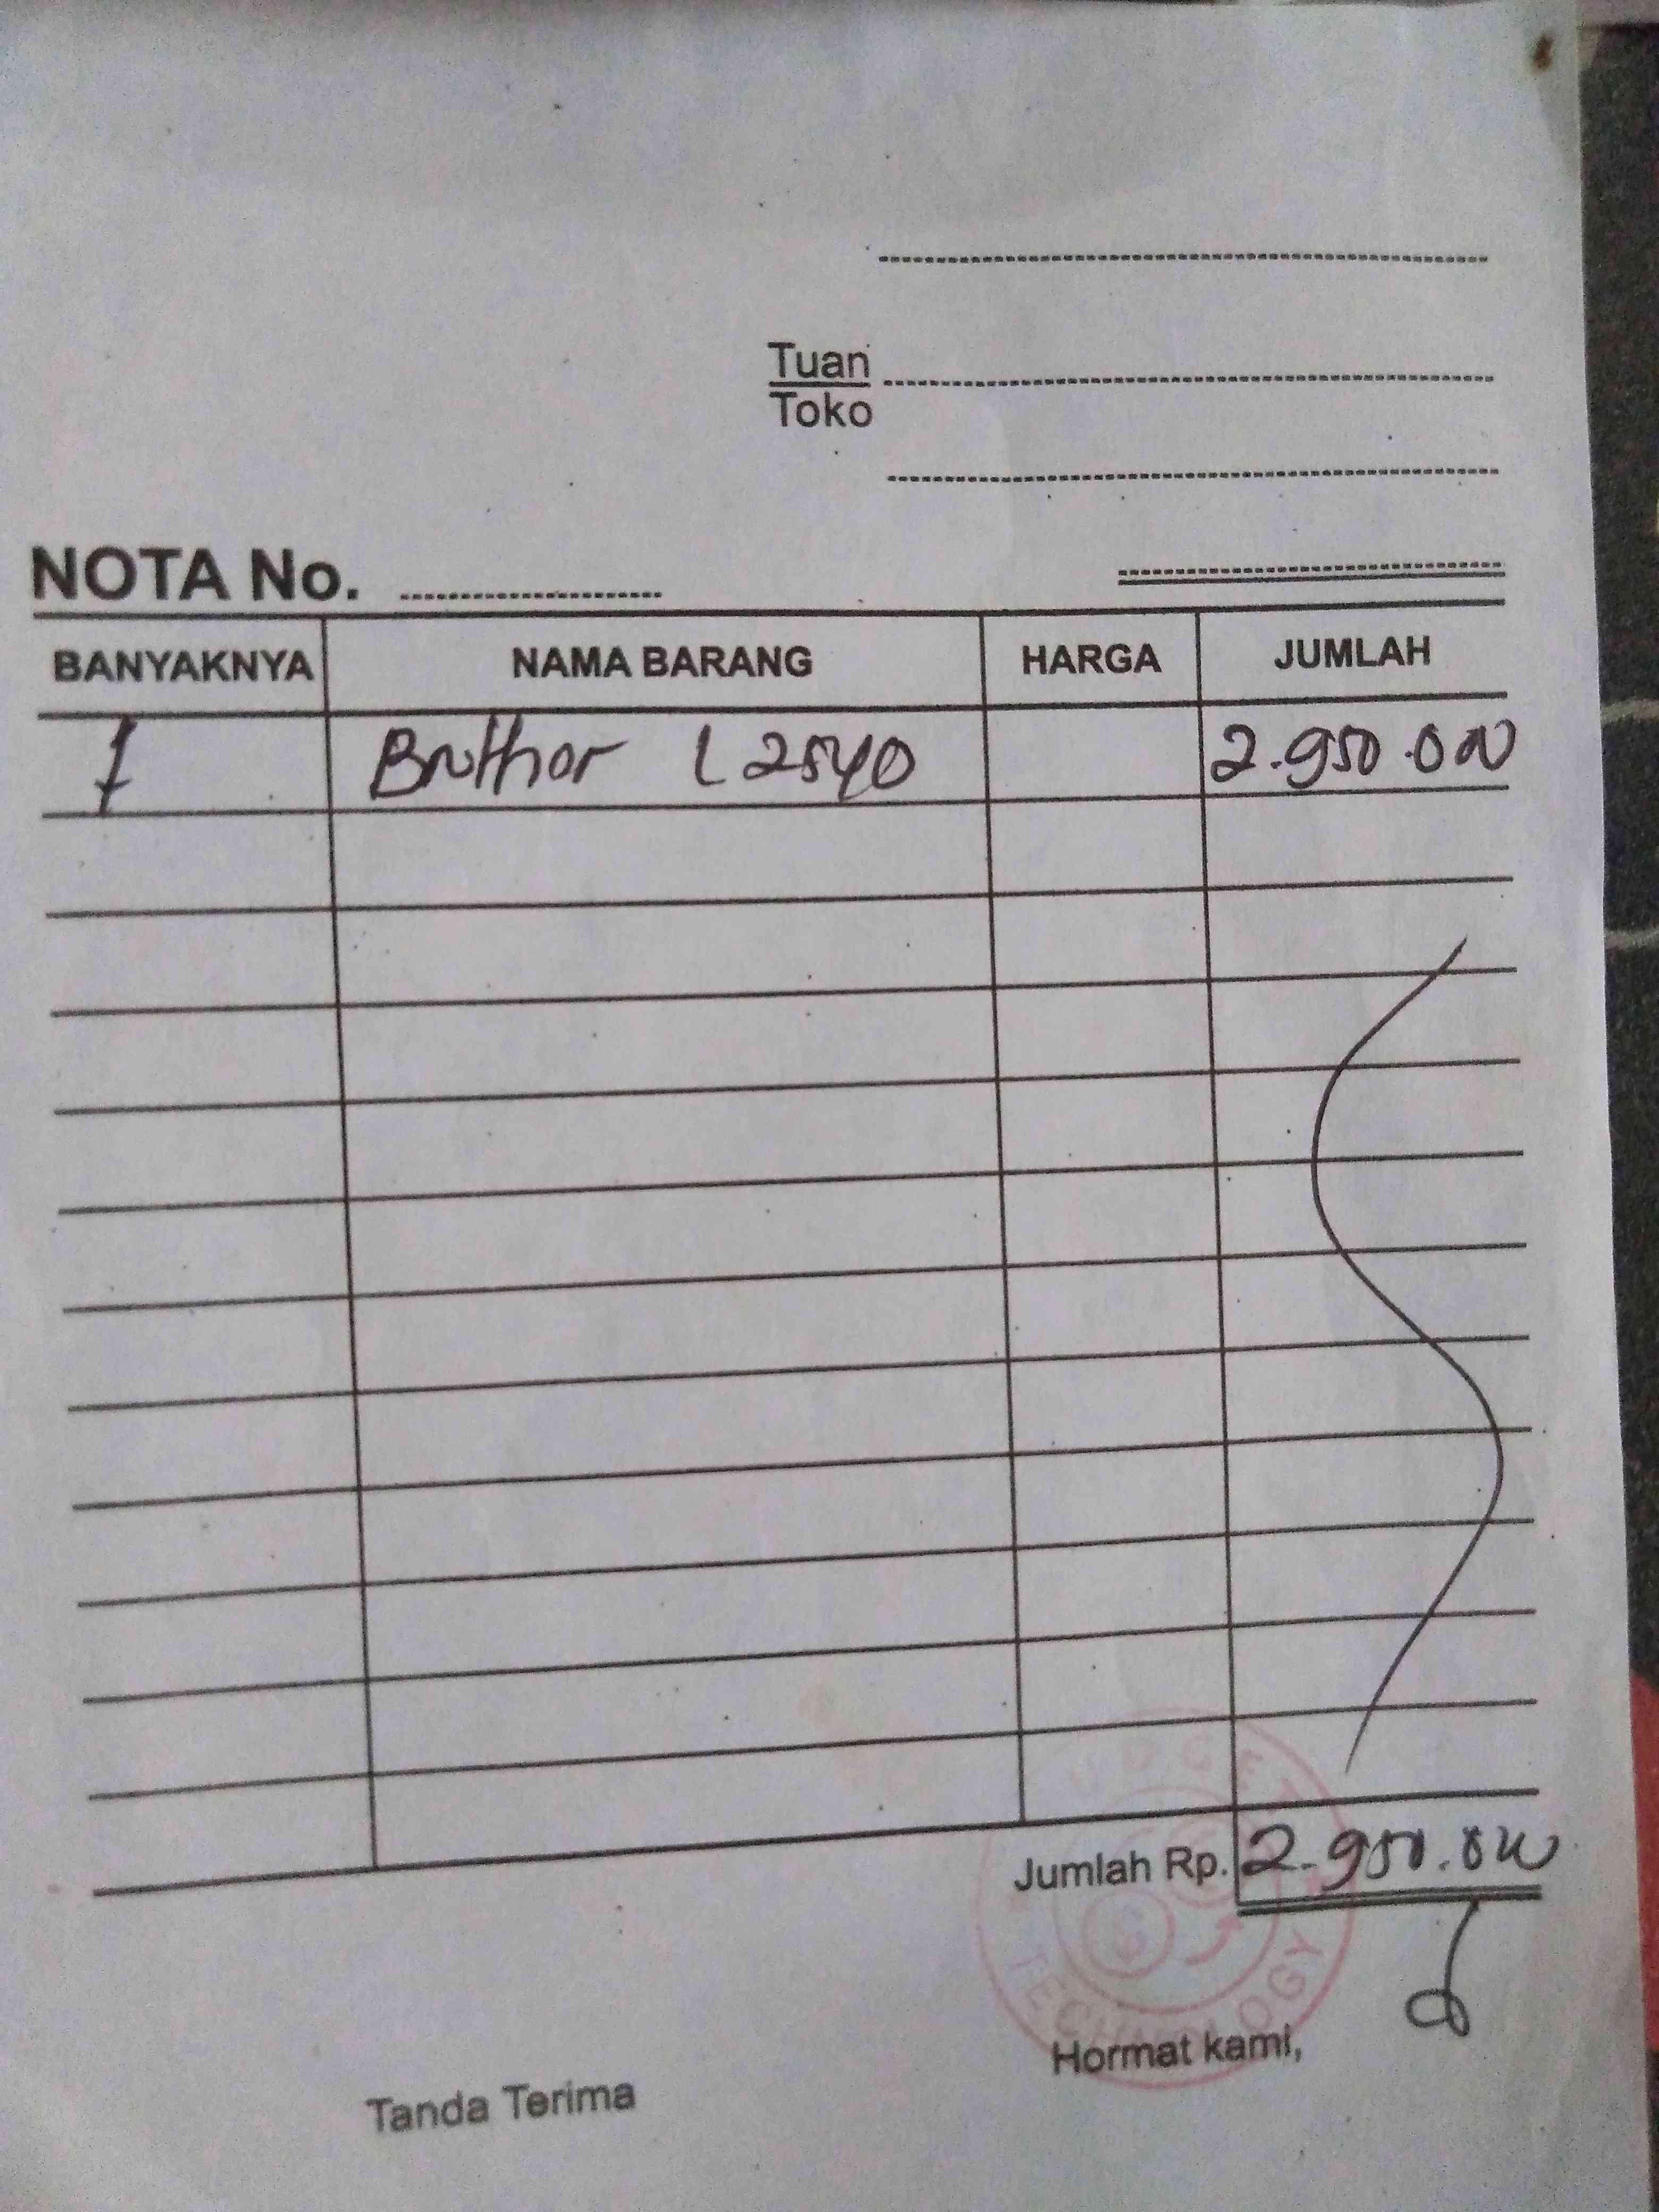 Tuan
Toko
NOTA No.
BANYAKNYA NAMA BARANG HARGA JUMLAH
1 Brother L2540 2.950.000
Jumlah Rp. 2.950.000
TECHNOLOGY
Hormat kami,
Tanda Terima